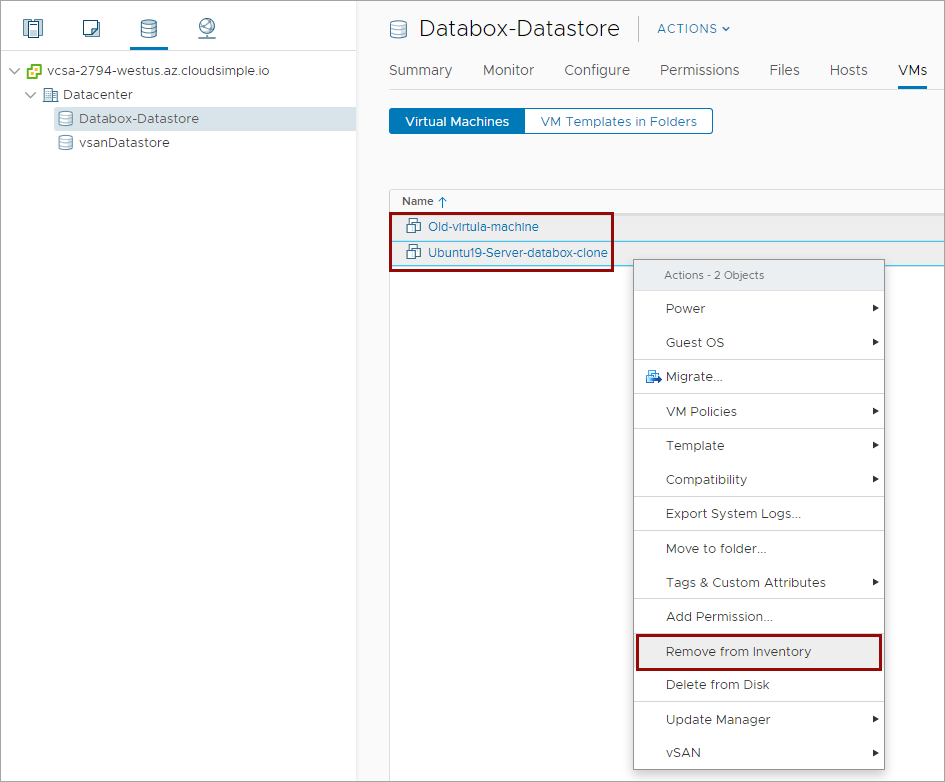 Databox-Datastore
ACTIONS
Summary Monitor Configure Permissions Files Hosts VMs
vcsa-2794-westus.az.cloudsimple.io
Datacenter
Databox-Datastore
vsanDatastore
Virtual Machines VM Templates in Folders
Name
Old-virtula-machine
Ubuntu19-Server-databox-clone
Actions - 2 Objects
Power
Guest OS
Migrate...
VM Policies
Template
Compatibility
Export System Logs...
Move to folder...
Tags & Custom Attributes
Add Permission...
Remove from Inventory
Delete from Disk
Update Manager
vSAN